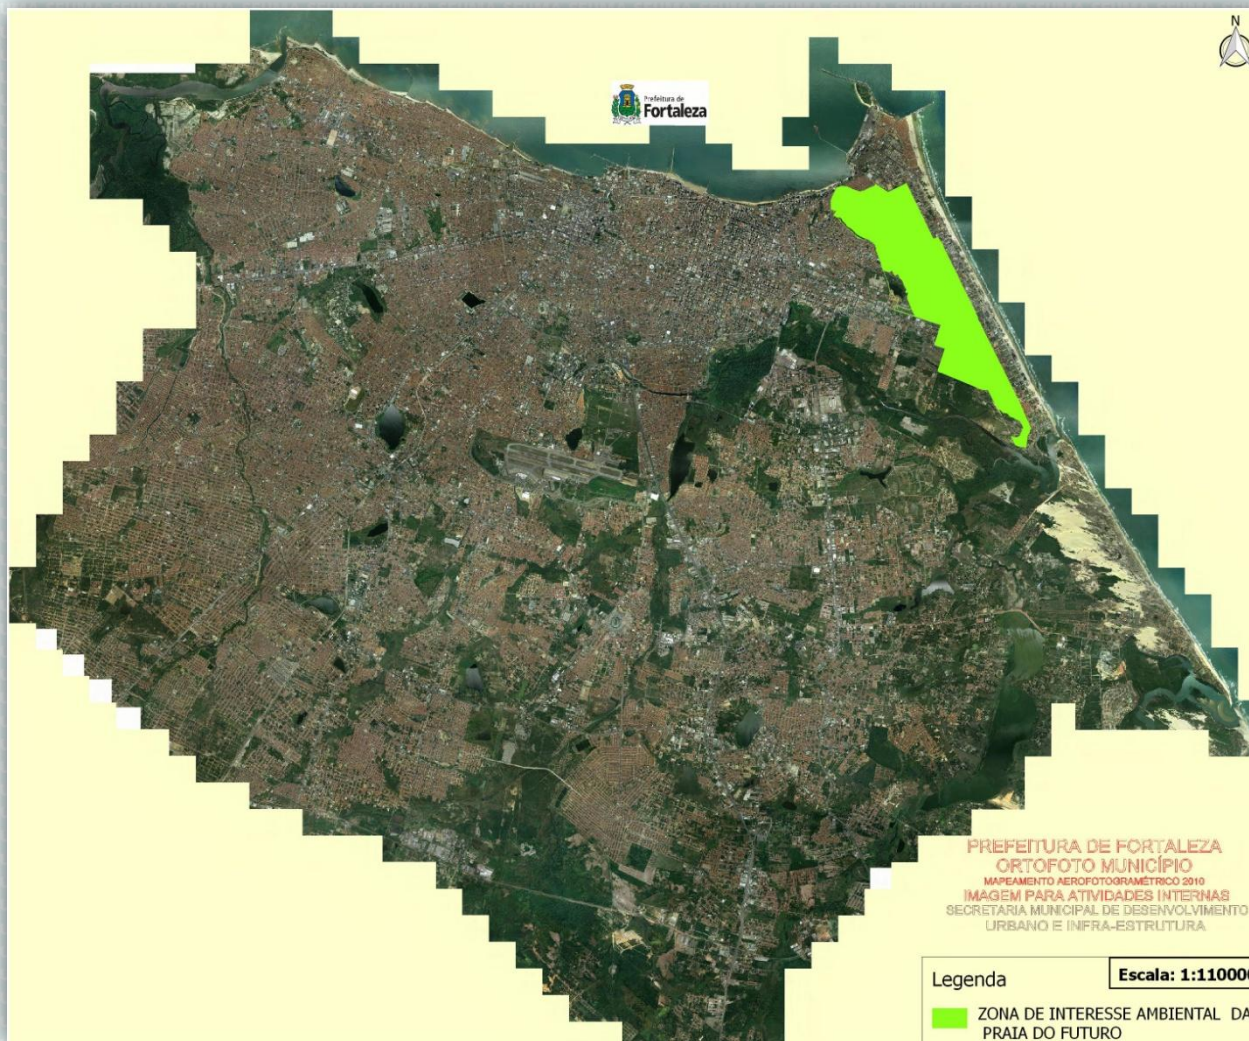 N
Prefeitura de
Fortaleza
PREFEITURA DE FORTALEZA
ORTOFOTO MUNICÍPIO
MAPEAMENTO AEROFOTOGRAMÉTRICO 2010
IMAGEM PARA ATIVIDADES INTERNAS
SECRETARIA MUNICIPAL DE DESENVOLVIMENTO
URBANO E INFRA-ESTRUTURA
Legenda
Escala: 1:110000
ZONA DE INTERESSE AMBIENTAL DA
PRAIA DO FUTURO